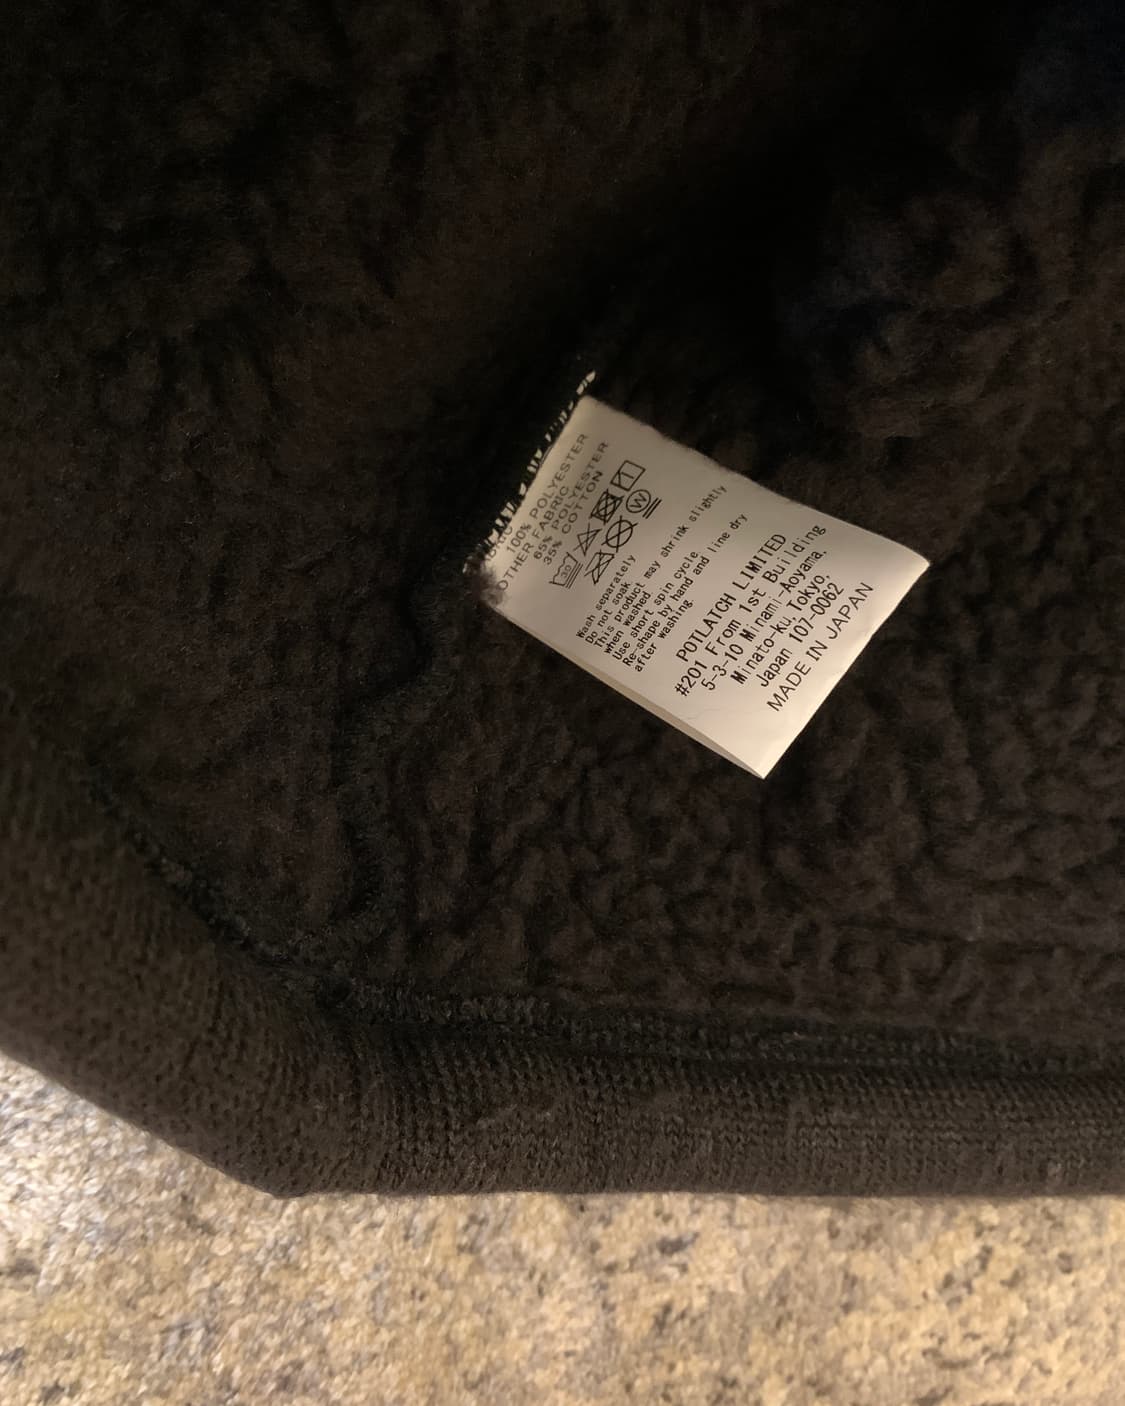 100% POLYESTER
OTHER FABRIC
65% POLYESTER
35% COTTON
30
W
Wash separately
Do not soak.
This product may shrink slightly
when washed.
Use short spin cycle
Re-shape by hand and line dry
after washing.
POTLATCH LIMITED
#201 From 1st Building
5-3-10 Minami-Aoyama,
Minato-ku, Tokyo,
Japan 107-0062
MADE IN JAPAN